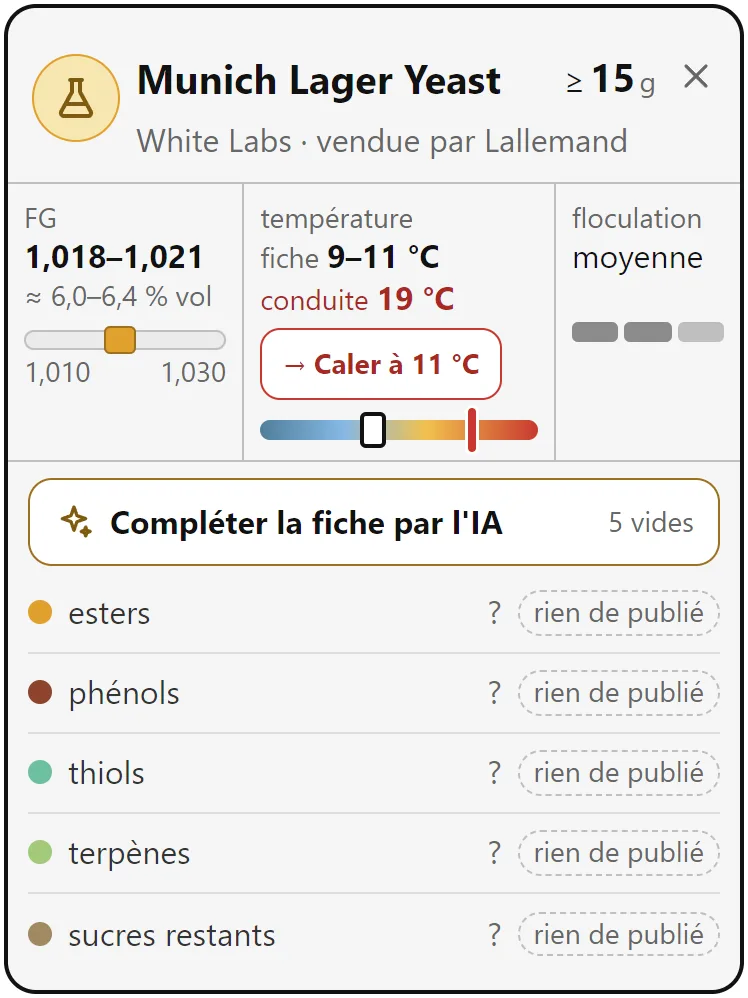 Munich Lager Yeast ≥ 15 g
White Labs · vendue par Lallemand
FG
1,018–1,021
≈ 6,0–6,4 % vol
1,010 1,030
température
fiche 9–11 °C
conduite 19 °C
→ Caler à 11 °C
floculation
moyenne
Compléter la fiche par l'IA 5 vides
esters ? rien de publié
phénols ? rien de publié
thiols ? rien de publié
terpènes ? rien de publié
sucres restants ? rien de publié